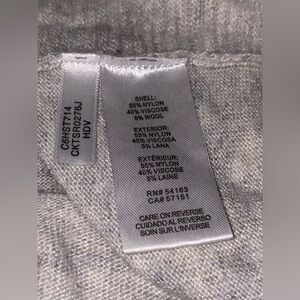 C6HST714
CKTSR0276J
HDV
SHELL:
55% NYLON
40% VISCOSE
5% WOOL
EXTERIOR:
55% NYLON
40% VISCOSA
5% LANA
EXTÉRIEUR:
55% NYLON
40% VISCOSE
5% LAINE
RN# 54163
CA# 57151
CARE ON REVERSE
CUIDADO AL REVERSO
SOIN SUR L'INVERSE